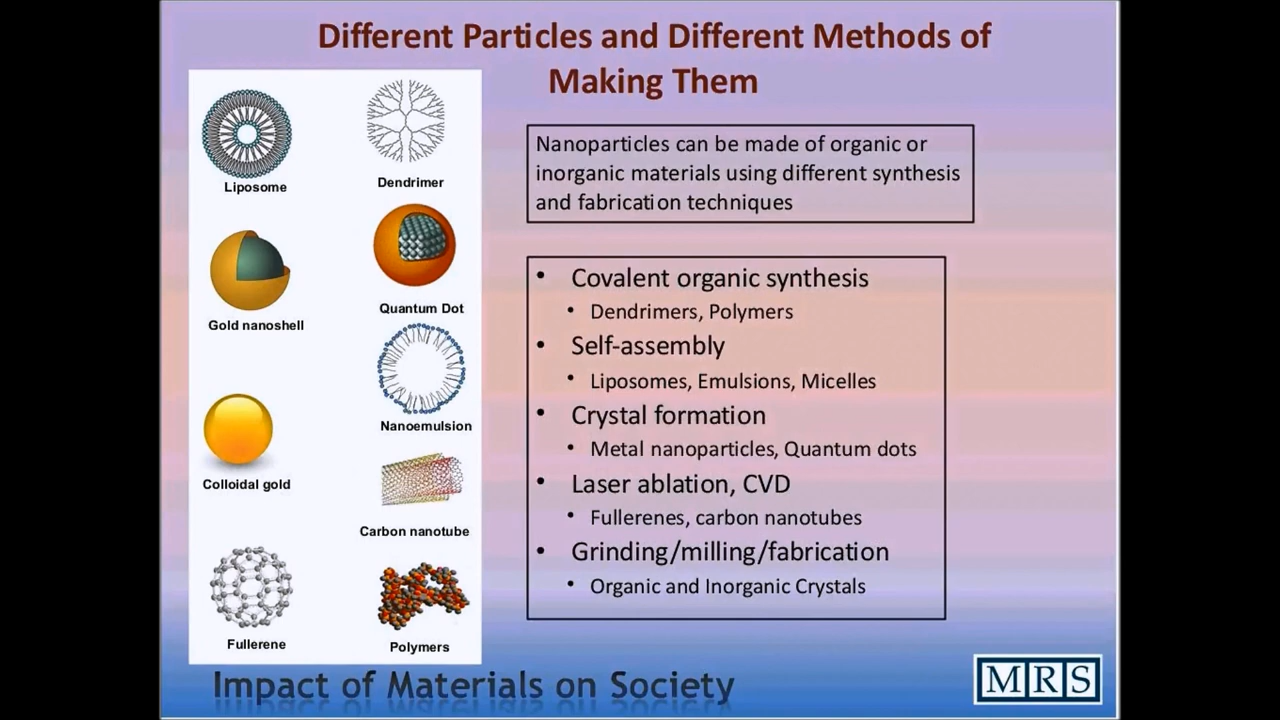 Different Particles and Different Methods of
Making Them
Liposome
Dendrimer
Gold nanoshell
Quantum Dot
Nanoemulsion
Colloidal gold
Carbon nanotube
Fullerene
Polymers
Nanoparticles can be made of organic or
inorganic materials using different synthesis
and fabrication techniques
• Covalent organic synthesis
• Dendrimers, Polymers
• Self-assembly
• Liposomes, Emulsions, Micelles
• Crystal formation
• Metal nanoparticles, Quantum dots
• Laser ablation, CVD
• Fullerenes, carbon nanotubes
• Grinding/milling/fabrication
• Organic and Inorganic Crystals
Impact of Materials on Society
MRS